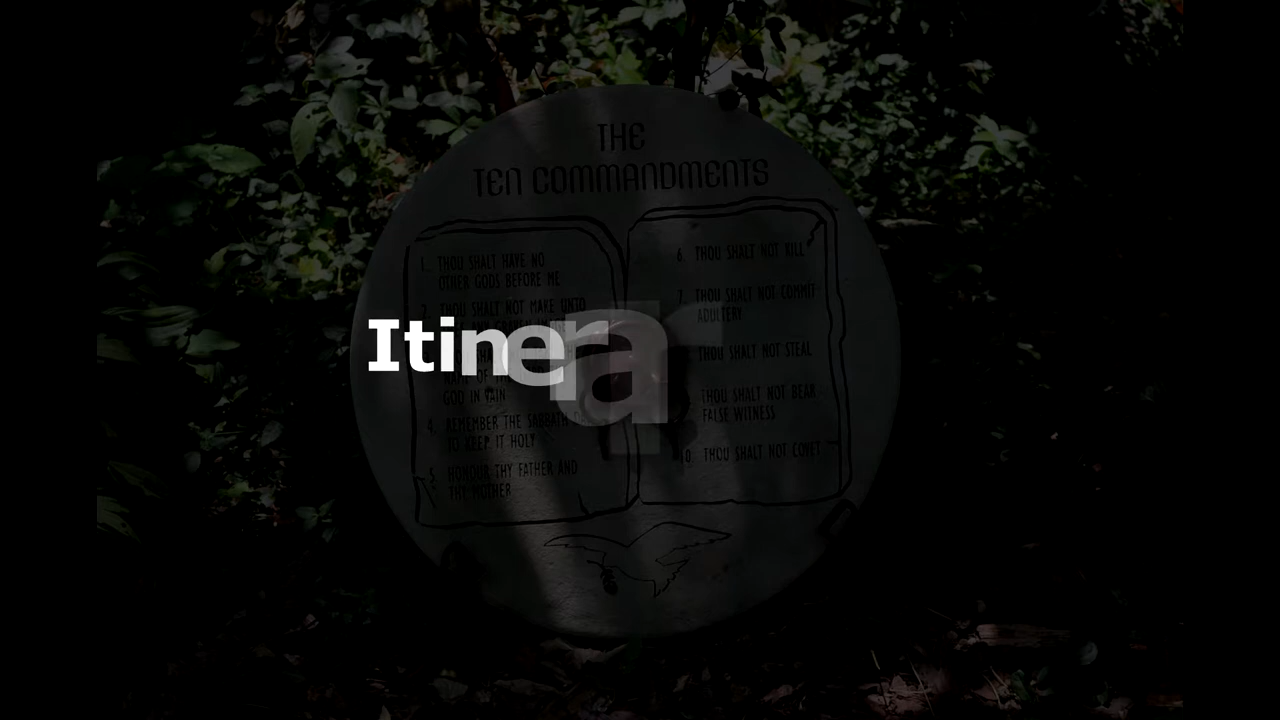 THE
TEN COMMANDMENTS
1. THOU SHALT HAVE NO
OTHER GODS BEFORE ME
2. THOU SHALT NOT MAKE UNTO
NAME OF
GOD IN VAIN
4. REMEMBER THE SABBATH
TO KEEP IT HOLY
5. HONOUR THY FATHER AND
THY MOTHER
6. THOU SHALT NOT KILL
7. THOU SHALT NOT COMMIT
ADULTERY
THOU SHALT NOT STEAL
THOU SHALT NOT BEAR
FALSE WITNESS
10. THOU SHALT NOT COVET
Itinera